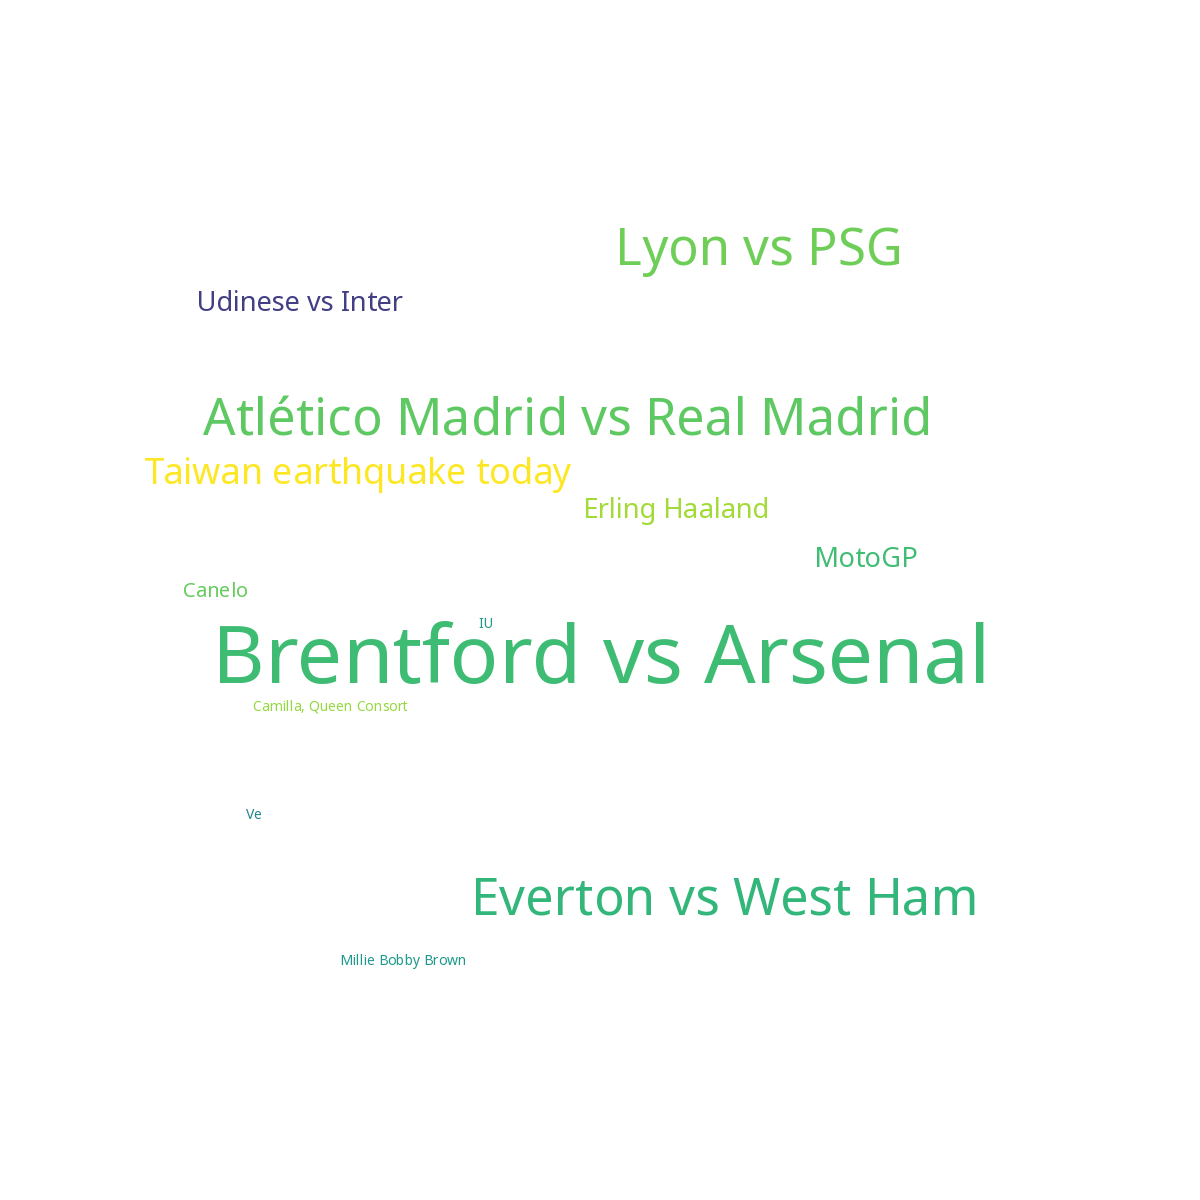 Lyon vs PSG
Udinese vs Inter
Atlético Madrid vs Real Madrid
Taiwan earthquake today
Erling Haaland
MotoGP
Canelo
IU
Brentford vs Arsenal
Camilla, Queen Consort
Ve
Everton vs West Ham
Millie Bobby Brown